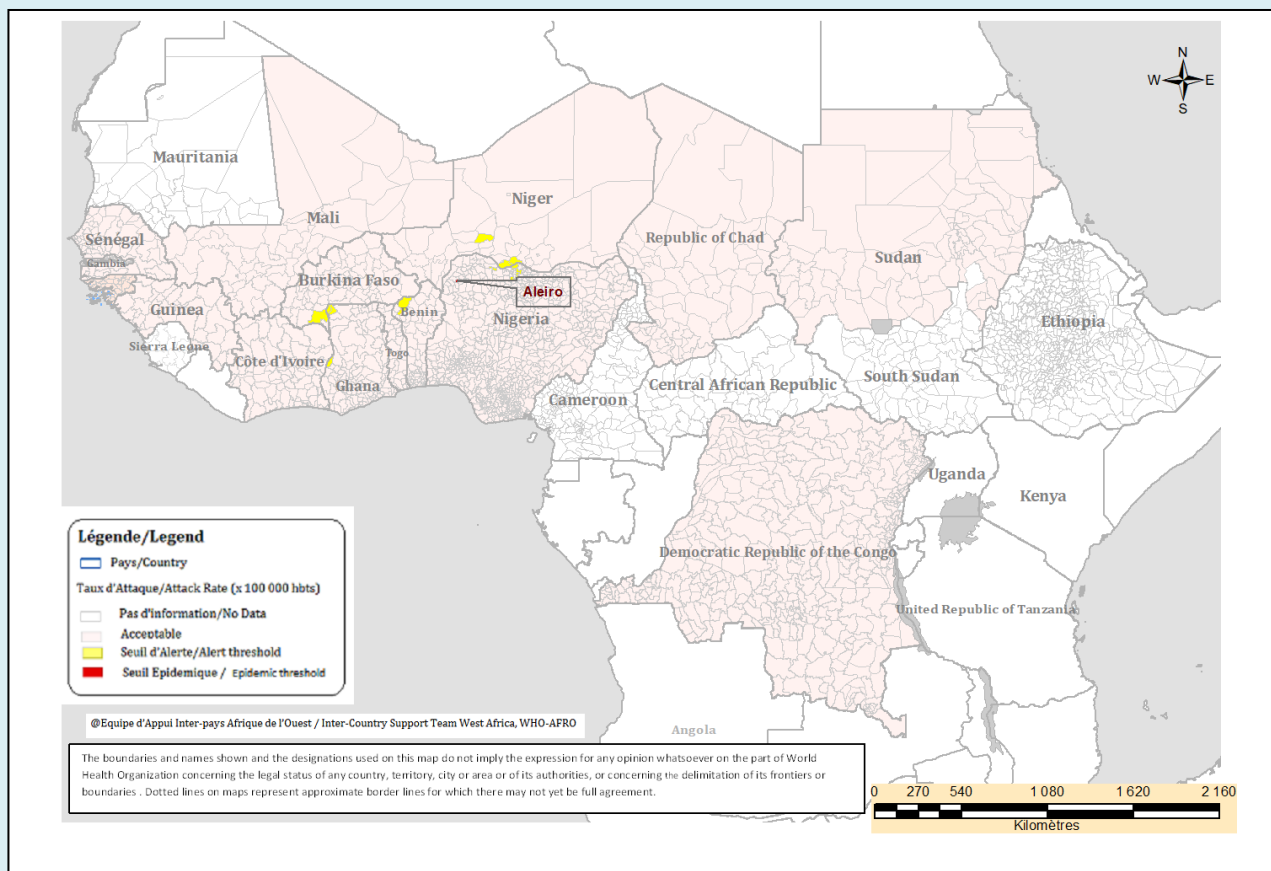 N
W
E
S
Mauritania
Mali
Niger
Republic of Chad
Sudan
Sénégal
Gambia
Burkina Faso
Aleiro
Benin
Guinea
Nigeria
Ethiopia
Sierra Leone
Côte d'Ivoire
Togo
Ghana
Cameroon
Central African Republic
South Sudan
Uganda
Kenya
Democratic Republic of the Congo
United Republic of Tanzania
Angola
Légende/Legend
Pays/Country
Taux d'Attaque/Attack Rate (x 100 000 hbts)
Pas d'information/No Data
Acceptable
Seuil d'Alerte/Alert threshold
Seuil Epidemique / Epidemic threshold
@Equipe d'Appui Inter-pays Afrique de l'Ouest / Inter-Country Support Team West Africa, WHO-AFRO
The boundaries and names shown and the designations used on this map do not imply the expression for any opinion whatsoever on the part of World
Health Organization concerning the legal status of any country, territory, city or area or of its authorities, or concerning the delimitation of its frontiers or
boundaries . Dotted lines on maps represent approximate border lines for which there may not yet be full agreement.
0 270 540 1 080 1 620 2 160
Kilomètres